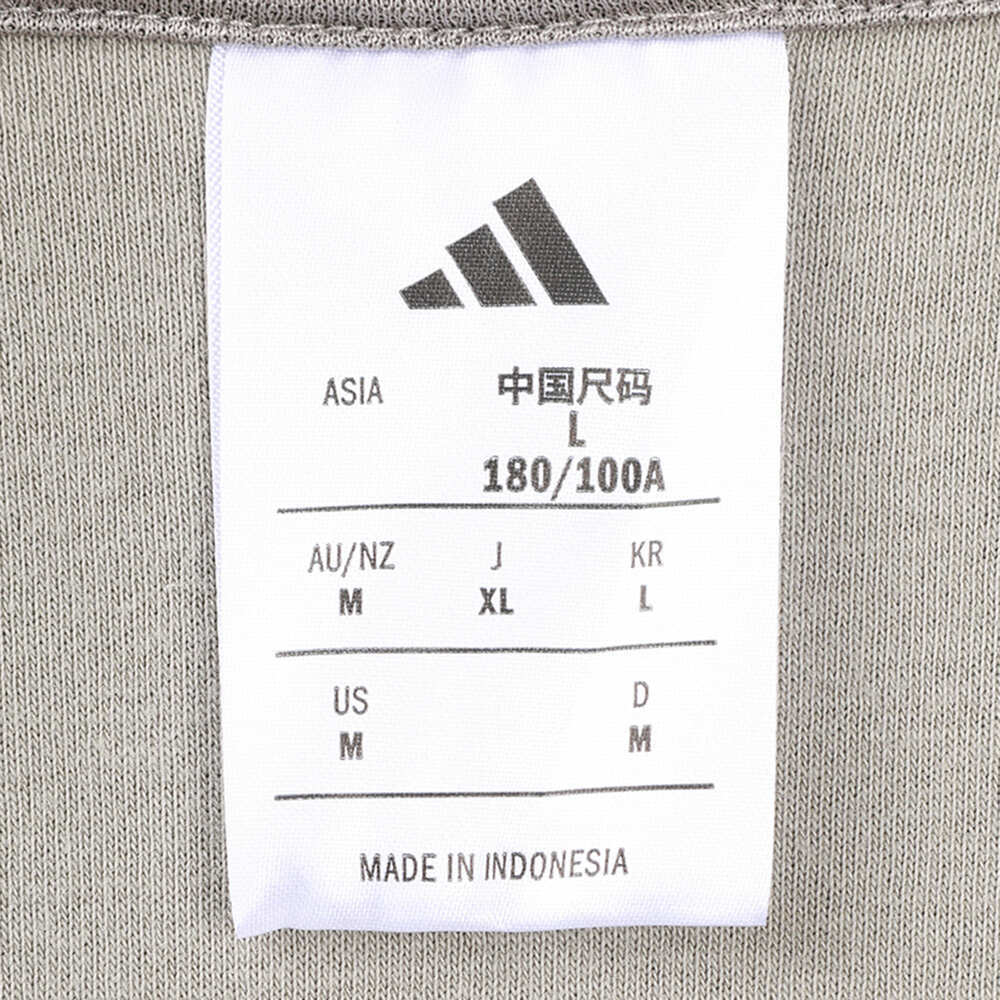 ASIA 中国尺码
L
180/100A
AU/NZ J KR
M XL L
US D
M M
MADE IN INDONESIA